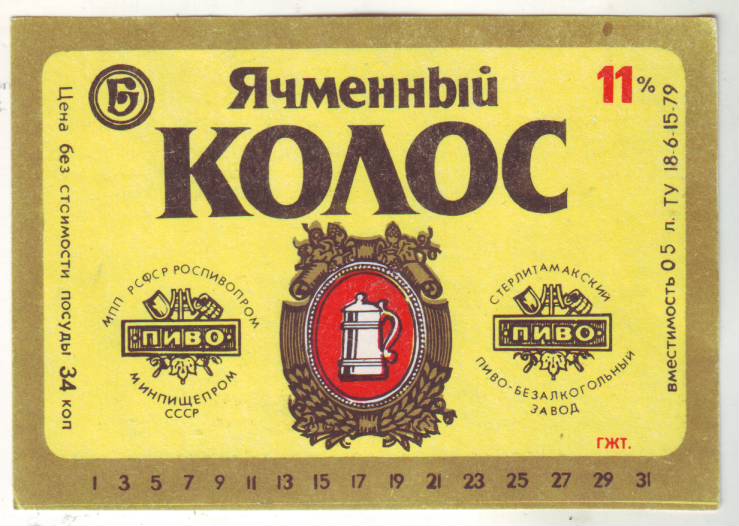 Б
Ячменный
11%
КОЛОС
Цена без стоимости посуды 34 коп
вместимость 0 5 л. ТУ 18-6-15-79
МПП РСФСР РОСПИВОПРОМ
ПИВО
МИНПИЩЕПРОМ
СССР
СТЕРЛИТАМАКСКИЙ
ПИВО
ПИВО-БЕЗАЛКОГОЛЬНЫЙ
ЗАВОД
ГЖТ.
1 3 5 7 9 11 13 15 17 19 21 23 25 27 29 31